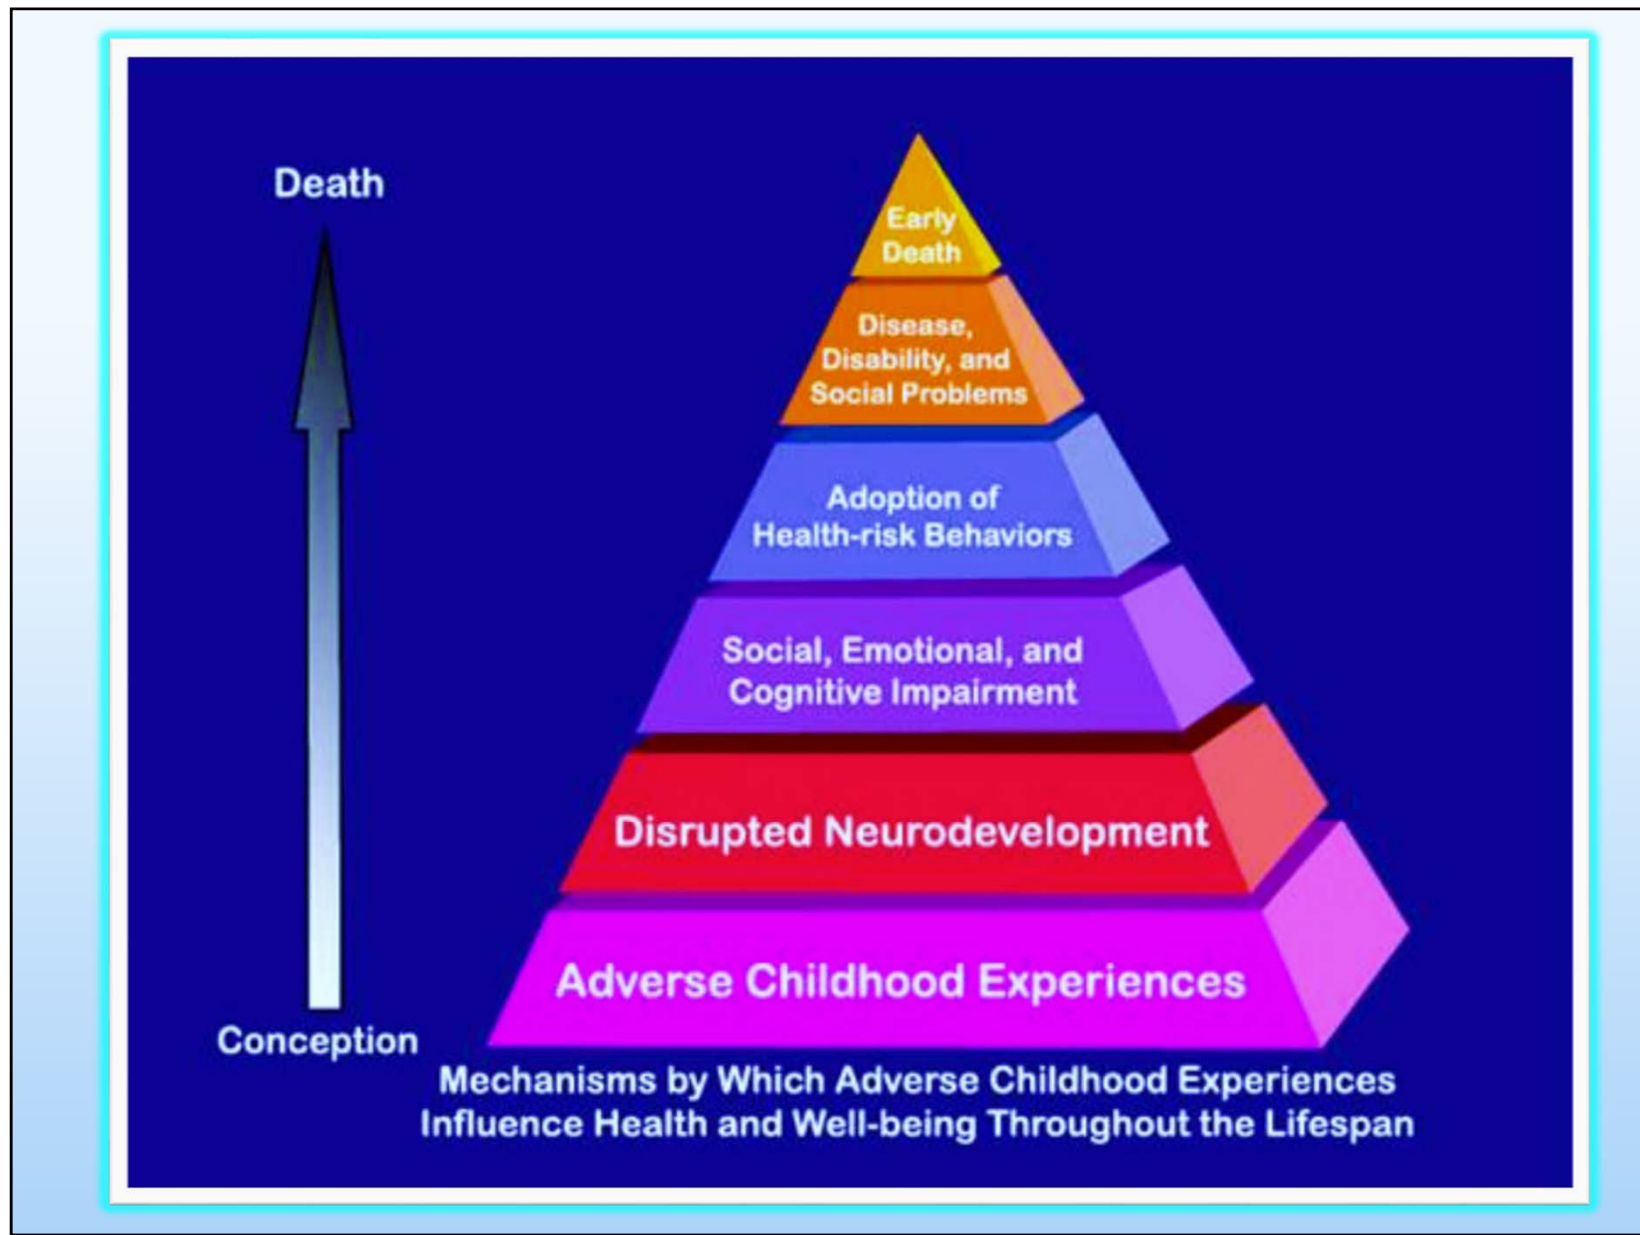 Death
Early
Death
Disease,
Disability, and
Social Problems
Adoption of
Health-risk Behaviors
Social, Emotional, and
Cognitive Impairment
Disrupted Neurodevelopment
Adverse Childhood Experiences
Conception
Mechanisms by Which Adverse Childhood Experiences
Influence Health and Well-being Throughout the Lifespan